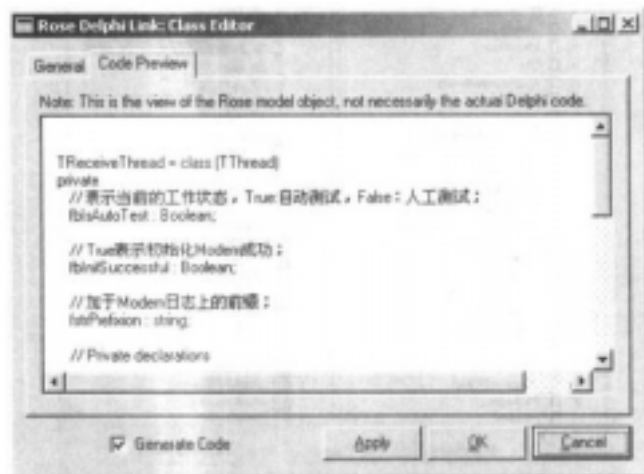 Rose Delphi Link: Class Editor
General Code Preview
Note: This is the view of the Rose model object, not necessarily the actual Delphi code.
TReceiveThread = class (TThread)
private
//表示当前的工作状态，True:自动测试，False：人工测试；
fblsAutoTest : Boolean;
//True表示初始化Modem成功；
fblnitSuccessful : Boolean;
//加于Modem日志上的前缀；
fstrPrefixion : string;
//Private declarations
Generate Code Apply OK Cancel